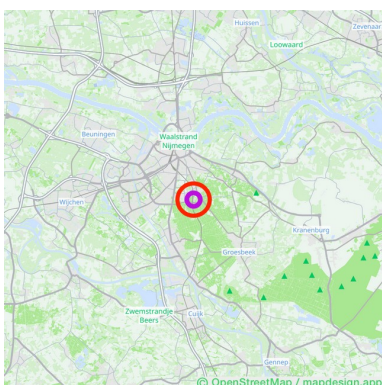 Huissen
Zevenaar
Loowaard
Beuningen
Waalstrand
Nijmegen
Wijchen
Kranenburg
Groesbeek
Zwemstrandje
Beers
Cuijk
Gennep
© OpenStreetMap / mapdesign.app